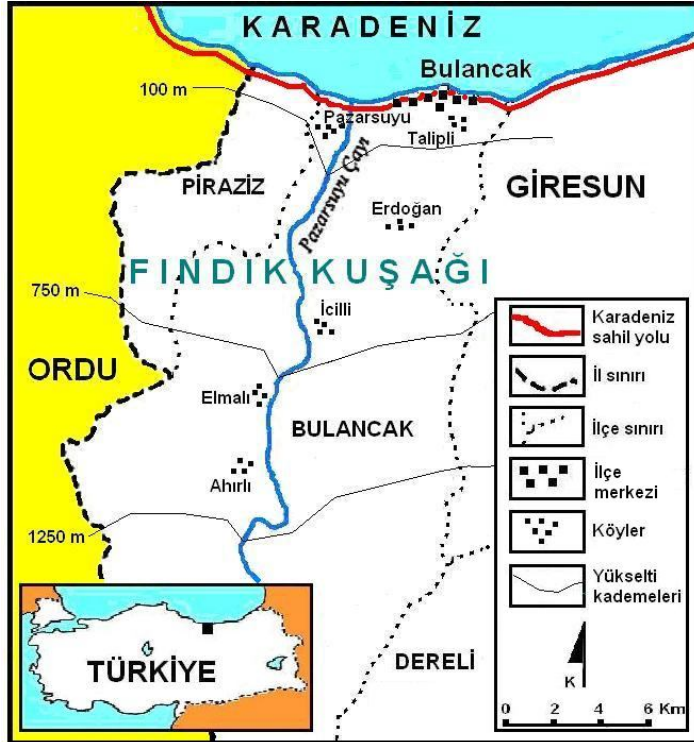 KARADENİZ
Bulancak
100 m
Pazarsuyu
Talipli
PİRAZİZ
Pazarsuyu Çayı
GİRESUN
Erdoğan
FINDIK KUŞAĞI
750 m
İcilli
ORDU
Elmalı
BULANCAK
Ahırlı
1250 m
DERELİ
TÜRKİYE
Karadeniz
sahil yolu
İl sınırı
İlçe sınırı
İlçe
merkezi
Köyler
Yükselti
kademeleri
K
0 2 4 6 Km